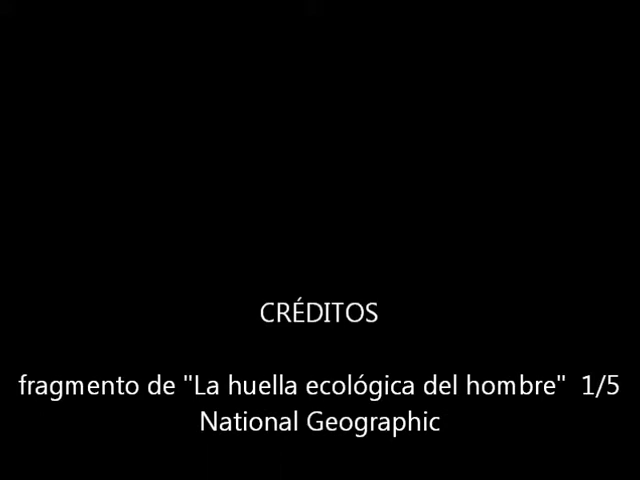 CRÉDITOS
fragmento de "La huella ecológica del hombre" 1/5
National Geographic